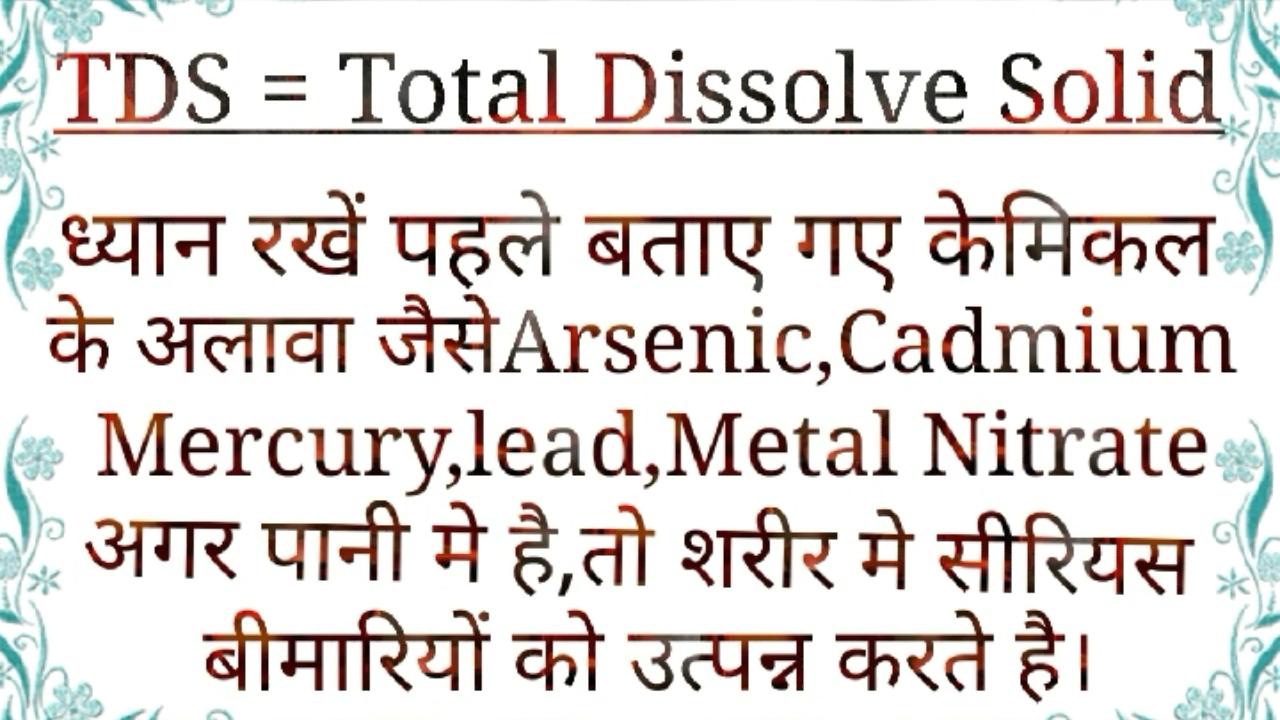 TDS = Total Dissolve Solid
ध्यान रखें पहले बताए गए केमिकल
के अलावा जैसेArsenic,Cadmium
Mercury,lead,Metal Nitrate
अगर पानी मे है,तो शरीर मे सीरियस
बीमारियों को उत्पन्न करते है।